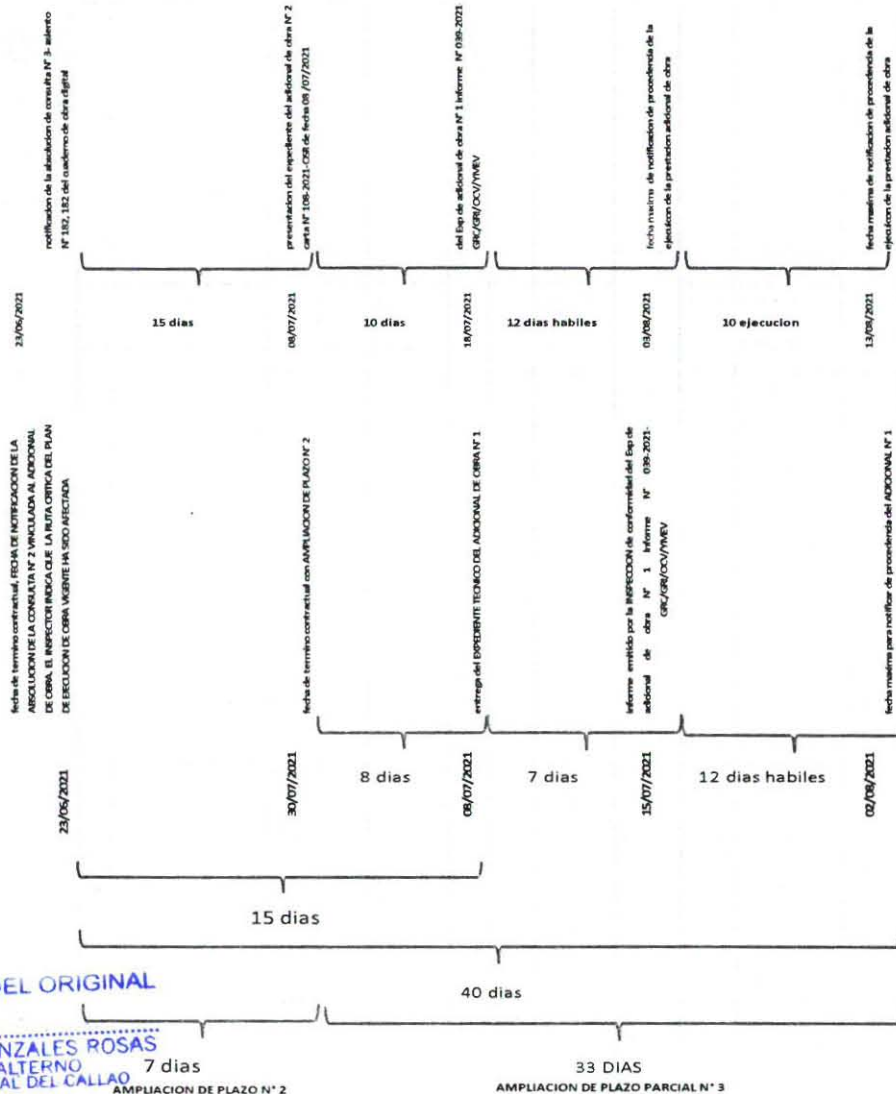 23/06/2021
notificacion de la absolucion de consulta N° 3- asiento
N° 182, 182 del cuaderno de obra digital
15 dias
08/07/2021
presentacion del expediente del adicional de obra N° 2
carta N° 108-2021-OSR de fecha 08 /07/2021
10 dias
18/07/2021
del Exp de adicional de obra N° 1 Informe N° 039-2021-
GRC/GRI/OCV/YMEV
12 dias habiles
03/08/2021
fecha maxima de notificacion de procedencia de la
ejecucion de la prestacion adicional de obra
10 ejecucion
13/08/2021
fecha maxima de notificacion de procedencia de la
ejecucion de la prestacion adicional de obra
23/06/2021
fecha de termino contractual, FECHA DE NOTIFICACION DE LA
ABSOLUCION DE LA CONSULTA N° 2 VINCULADA AL ADICIONAL
DE OBRA. EL INSPECTOR INDICA QUE LA RUTA CRITICA DEL PLAN
DE EJECUCION DE OBRA VIGENTE HA SIDO AFECTADA
30/07/2021
fecha de termino contractual con AMPLIACION DE PLAZO N° 2
8 dias
08/07/2021
entrega del EXPEDIENTE TECNICO DEL ADICIONAL DE OBRA N° 1
7 dias
15/07/2021
Informe emitido por la INSPECCION de conformidad del Exp de
adicional de obra N° 1 Informe N° 039-2021-
GRC/GRI/OCV/YMEV
12 dias habiles
02/08/2021
fecha maxima para notificar de procedencia del ADICIONAL N° 1
15 dias
40 dias
7 dias
AMPLIACION DE PLAZO N° 2
33 DIAS
AMPLIACION DE PLAZO PARCIAL N° 3
DEL ORIGINAL
NZALES ROSAS
ALTERNO
AL DEL CALLAO